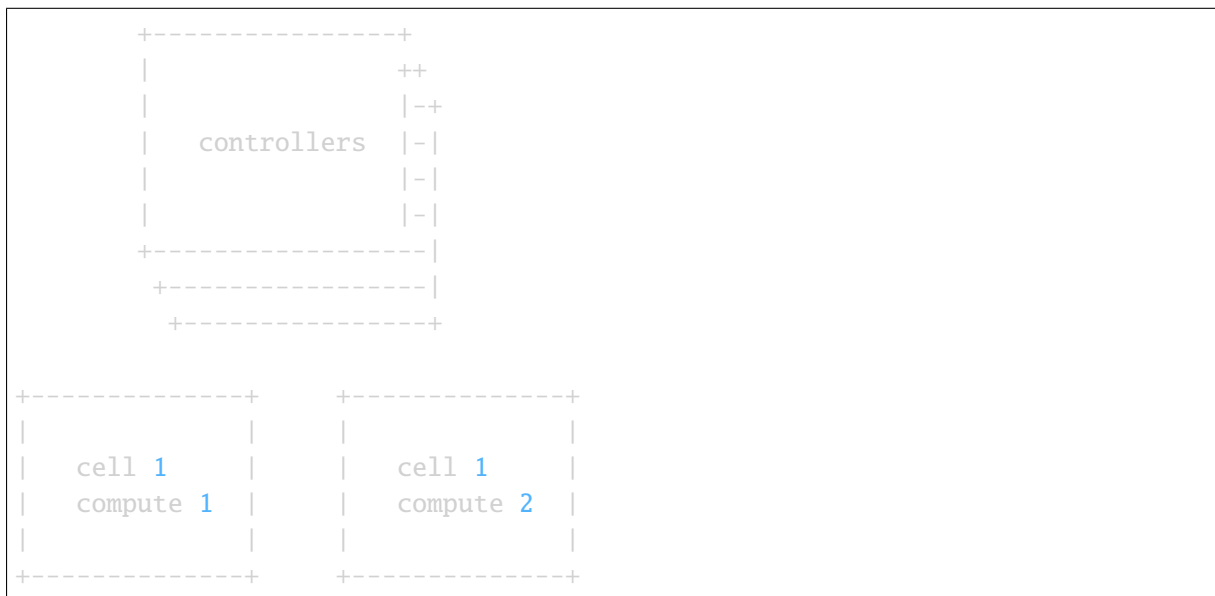 +----------------+
|                ++
|                |-+
|   controllers  |-|
|                |-|
|                |-|
+------------------|
+-----------------|
+-----------------+
+--------------+     +--------------+
|              |     |              |
|   cell 1     |     |   cell 1     |
|   compute 1  |     |   compute 2  |
|              |     |              |
+--------------+     +--------------+